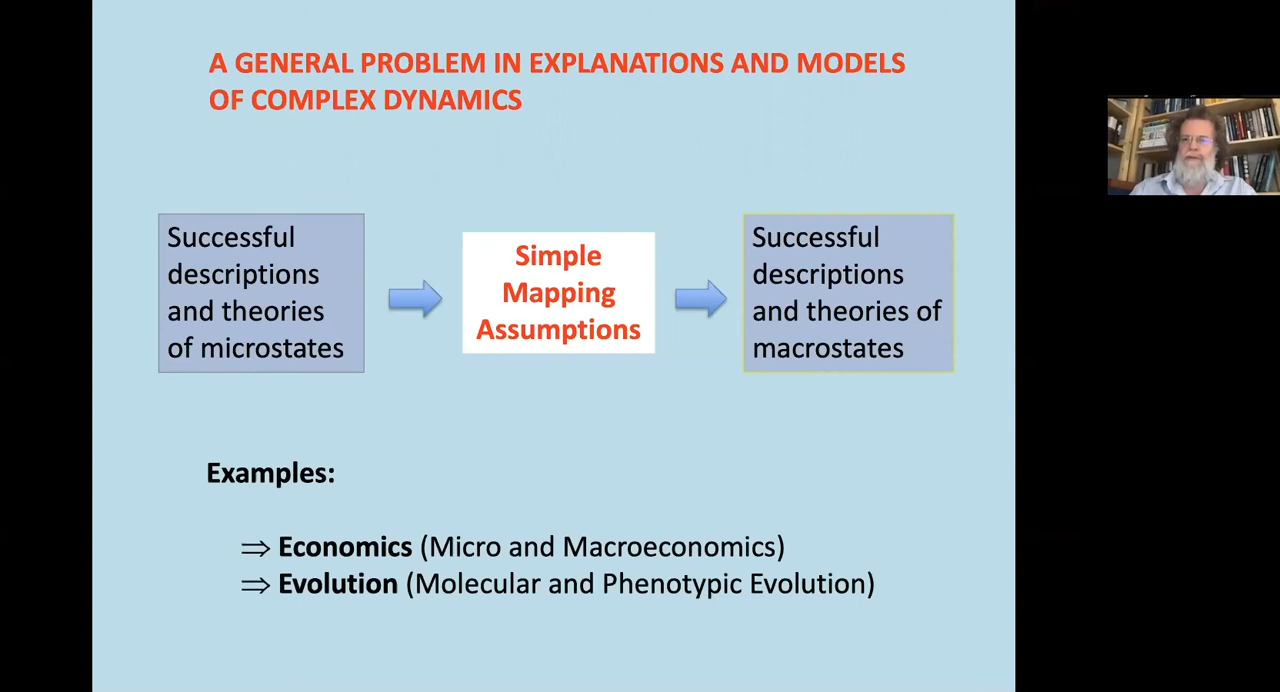 A GENERAL PROBLEM IN EXPLANATIONS AND MODELS
OF COMPLEX DYNAMICS
Successful
descriptions
and theories
of microstates
Simple
Mapping
Assumptions
Successful
descriptions
and theories of
macrostates
Examples:
⇒ Economics (Micro and Macroeconomics)
⇒ Evolution (Molecular and Phenotypic Evolution)